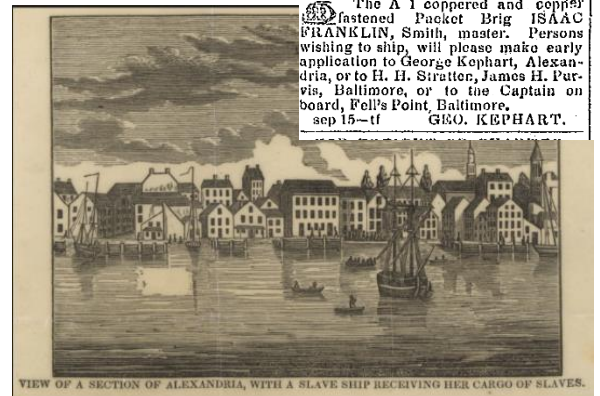 The A 1 coppered and copper
fastened Packet Brig ISAAC
FRANKLIN, Smith, master. Persons
wishing to ship, will please make early
application to George Kephart, Alexan-
dria, or to H. H. Stratten, James H. Pur-
vis, Baltimore, or to the Captain on
board, Fell's Point, Baltimore.
sep 15—tf GEO. KEPHART.
VIEW OF A SECTION OF ALEXANDRIA, WITH A SLAVE SHIP RECEIVING HER CARGO OF SLAVES.